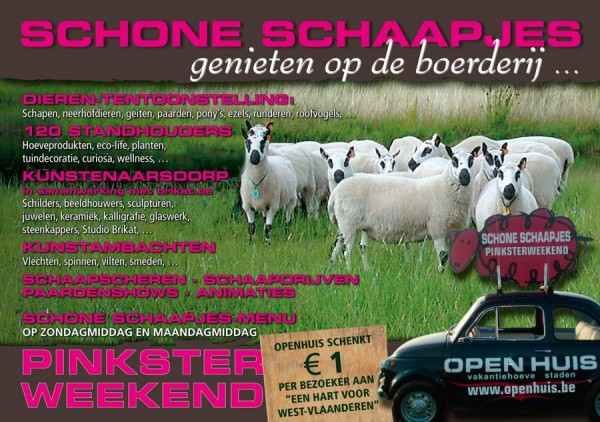 SCHONE SCHAAPJES
genieten op de boerderij ...
DIEREN-TENTOONSTELLING:
Schapen, neerhofdieren, geiten, paarden, pony's, ezels, runderen, roofvogels, ...
120 STANDHOUDERS
Hoeveprodukten, eco-life, planten,
tuindecoratie, curiosa, wellness, ...
KUNSTENAARSDORP
in samenwerking met brikat.be
Schilders, beeldhouwers, sculpturen,
juwelen, keramiek, kalligrafie, glaswerk,
steenkappers, Studio Brikat, ...
KUNSTAMBACHTEN
Vlechten, spinnen, vilten, smeden, ...
SCHAAPSCHEREN - SCHAAPDRIJVEN
PAARDENSHOWS - ANIMATIES
SCHONE SCHAAPJES-MENU
OP ZONDAGMIDDAG EN MAANDAGMIDDAG
PINKSTER
WEEKEND
OPENHUIS SCHENKT
€ 1
PER BEZOEKER AAN
"EEN HART VOOR
WEST-VLAANDEREN"
SCHONE SCHAAPJES
PINKSTERWEEKEND
OPEN HUIS
vakantiehoeve staden
www.openhuis.be